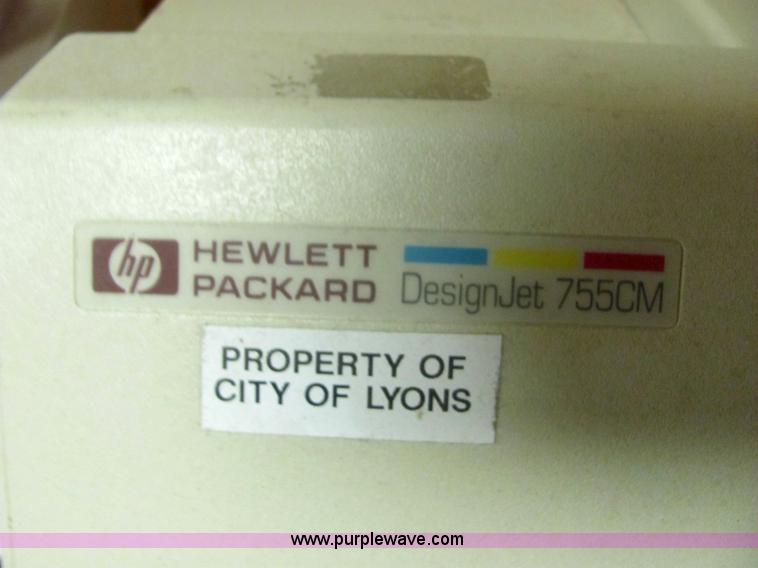 hp HEWLETT
PACKARD
DesignJet 755CM
PROPERTY OF
CITY OF LYONS
www.purplewave.com